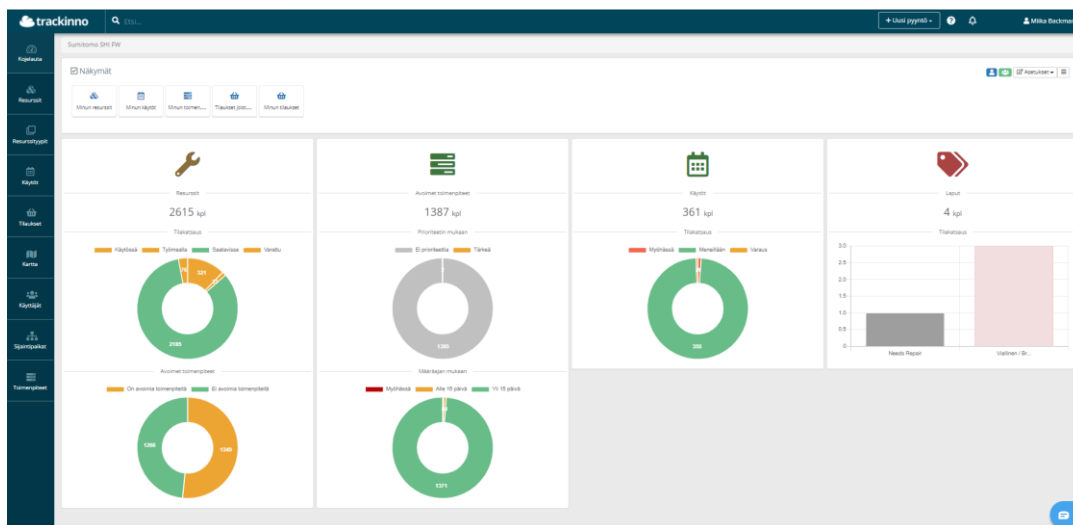 trackinno
Etsi...
+ Uusi pyyntö
Miika Backman
Sumitomo SHI FW
Kojelauta
Resurssit
Resurssityypit
Käytöt
Tilaukset
Kartta
Käyttäjät
Sijaintipaikat
Toimenpiteet
Näkymät
Asetukset
Minun resurssit
Minun käytöt
Minun toimen...
Tilaukset, jois...
Minun tilaukset
Resurssit
2615 kpl
Tilakatsaus
Käytössä
Työmaalla
Saatavissa
Varattu
76
321
2185
Avoimet toimenpiteet
On avoimia toimenpiteitä
Ei avoimia toimenpiteitä
1266
1349
Avoimet toimenpiteet
1387 kpl
Prioriteetin mukaan
Ei prioriteettia
Tärkeä
2
1385
Määräajan mukaan
Myöhässä
Alle 15 päivä
Yli 15 päivä
1371
Käytöt
361 kpl
Tilakatsaus
Myöhässä
Meneillään
Varaus
Laput
4 kpl
Tilakatsaus
3.0
2.5
2.0
1.5
1.0
0.5
0
Needs Repair
Viallinen / Br...